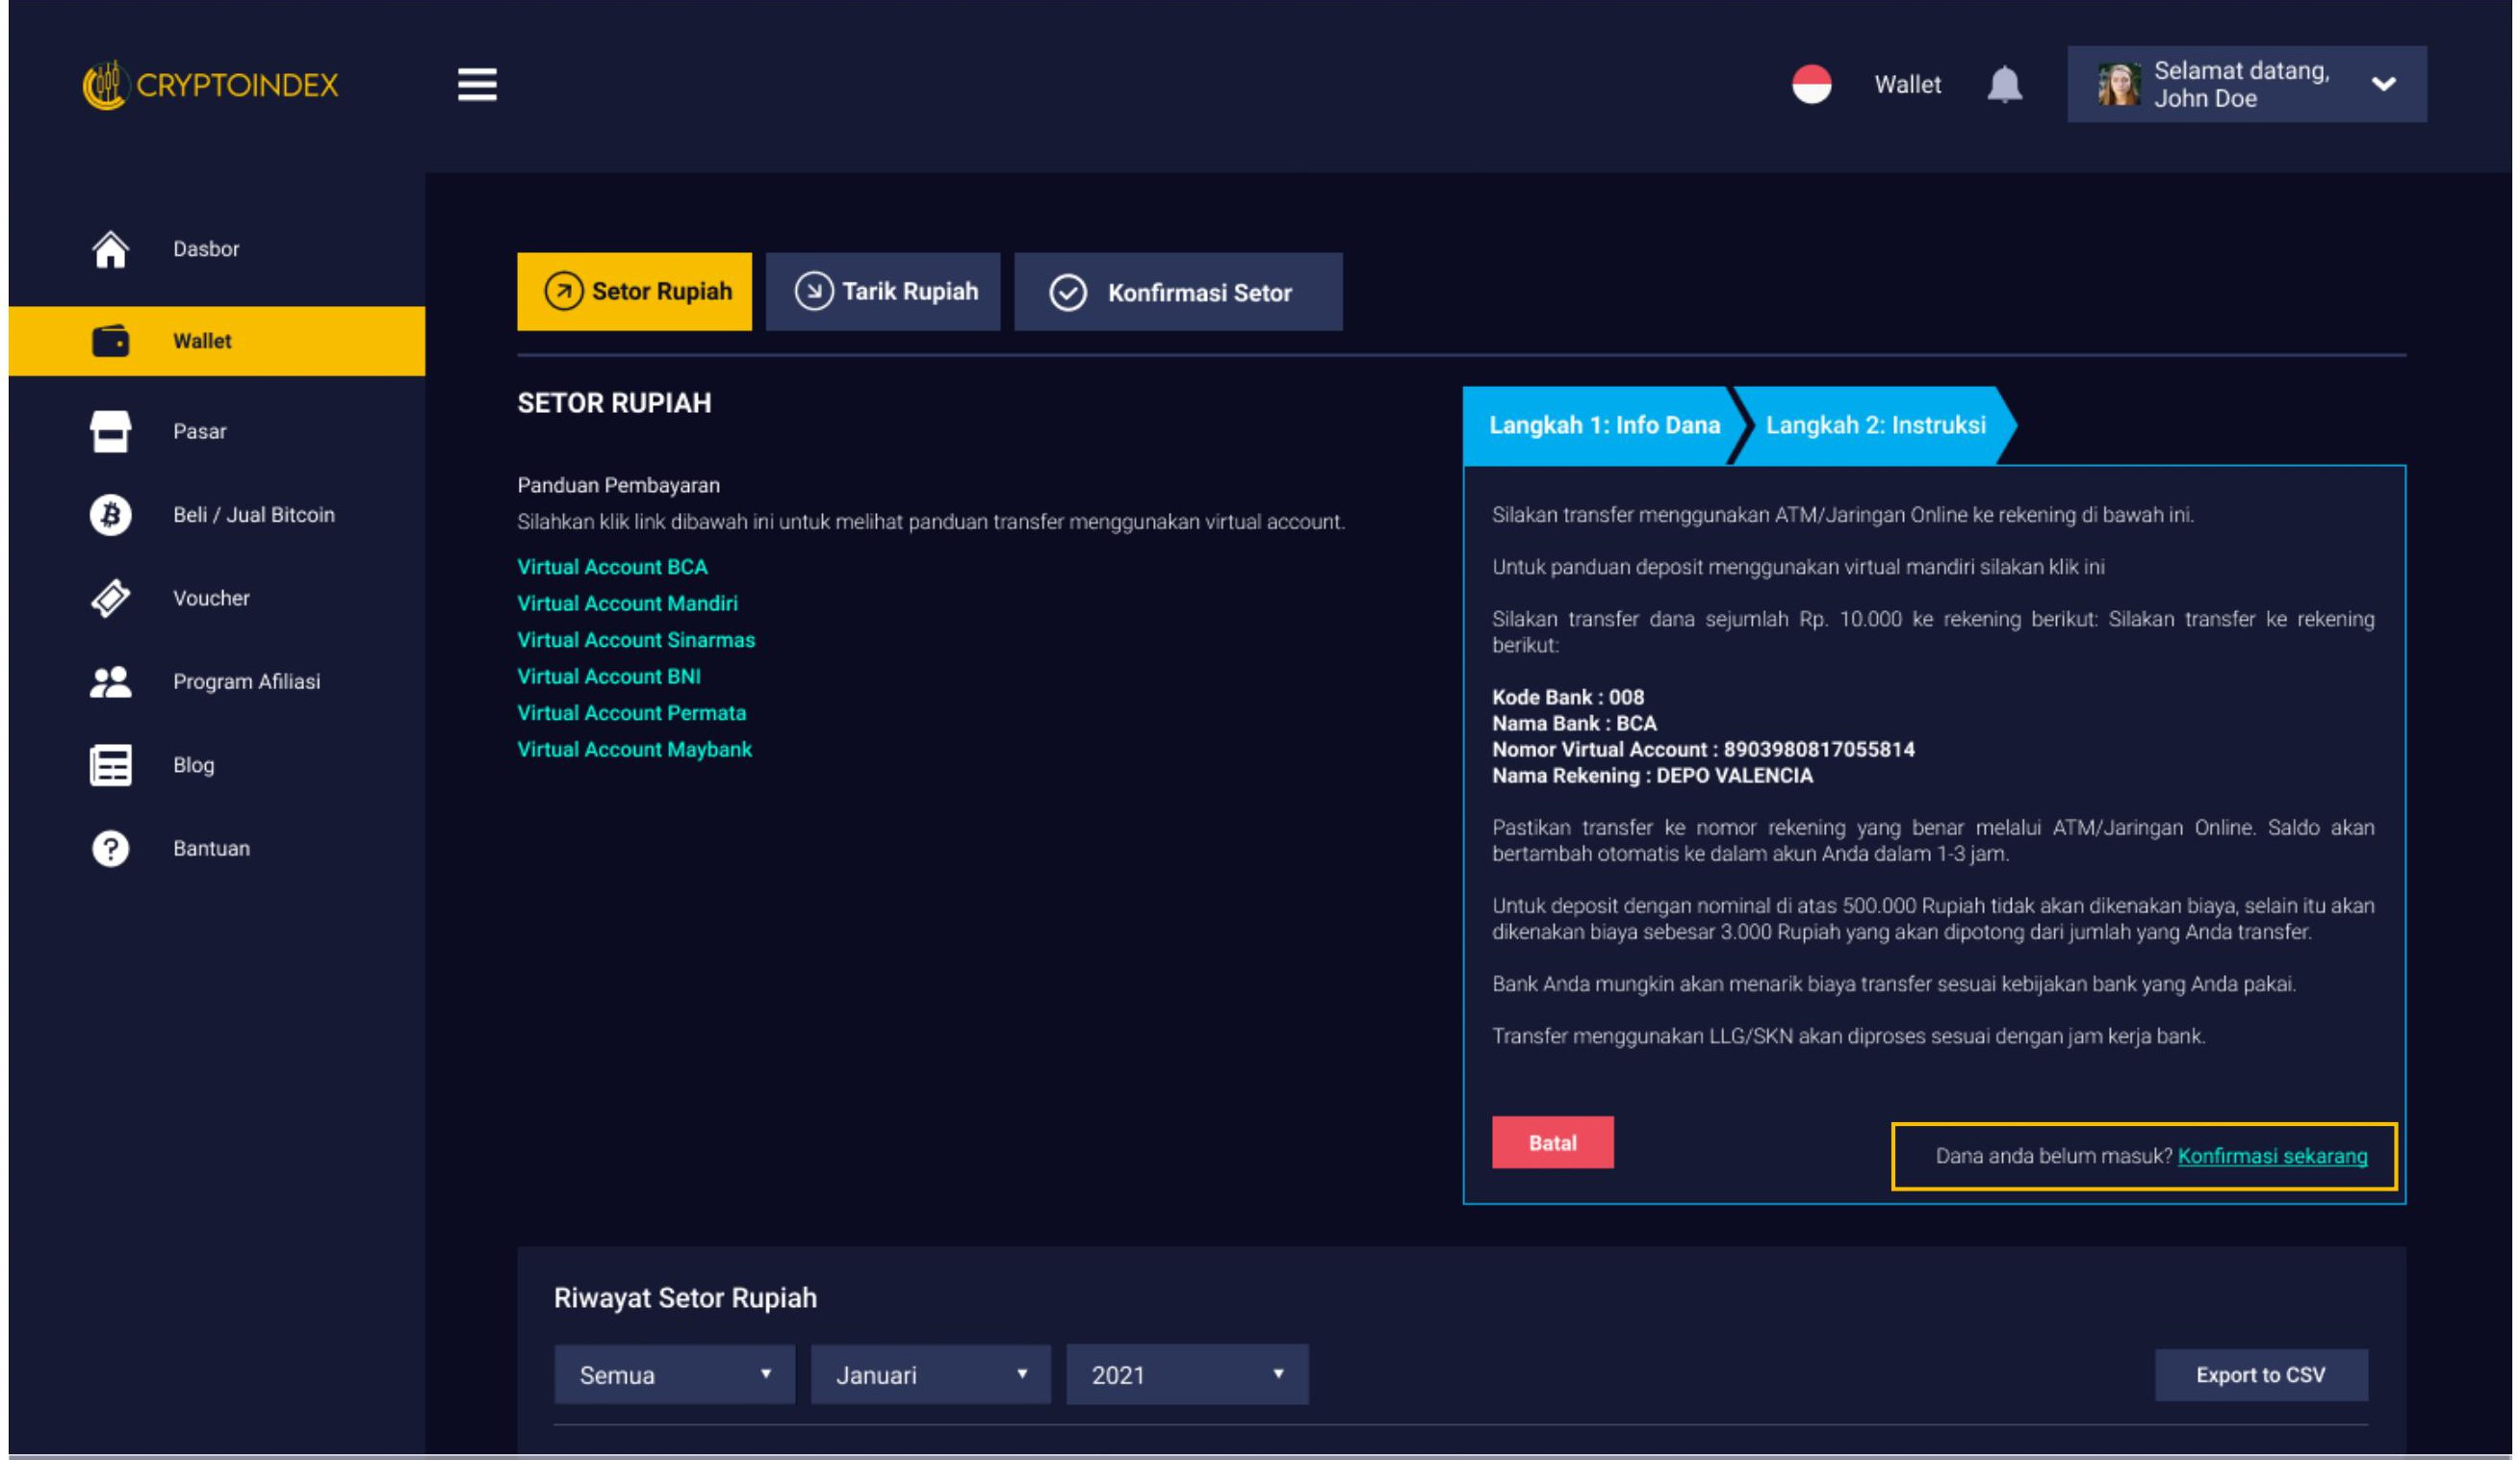 CRYPTOINDEX
Wallet
Selamat datang,
John Doe
Dasbor
Wallet
Pasar
Beli / Jual Bitcoin
Voucher
Program Afiliasi
Blog
Bantuan
Setor Rupiah
Tarik Rupiah
Konfirmasi Setor
SETOR RUPIAH
Panduan Pembayaran
Silahkan klik link dibawah ini untuk melihat panduan transfer menggunakan virtual account.
Virtual Account BCA
Virtual Account Mandiri
Virtual Account Sinarmas
Virtual Account BNI
Virtual Account Permata
Virtual Account Maybank
Langkah 1: Info Dana
Langkah 2: Instruksi
Silakan transfer menggunakan ATM/Jaringan Online ke rekening di bawah ini.
Untuk panduan deposit menggunakan virtual mandiri silakan klik ini
Silakan transfer dana sejumlah Rp. 10.000 ke rekening berikut: Silakan transfer ke rekening
berikut:
Kode Bank : 008
Nama Bank : BCA
Nomor Virtual Account : 8903980817055814
Nama Rekening : DEPO VALENCIA
Pastikan transfer ke nomor rekening yang benar melalui ATM/Jaringan Online. Saldo akan
bertambah otomatis ke dalam akun Anda dalam 1-3 jam.
Untuk deposit dengan nominal di atas 500.000 Rupiah tidak akan dikenakan biaya, selain itu akan
dikenakan biaya sebesar 3.000 Rupiah yang akan dipotong dari jumlah yang Anda transfer.
Bank Anda mungkin akan menarik biaya transfer sesuai kebijakan bank yang Anda pakai.
Transfer menggunakan LLG/SKN akan diproses sesuai dengan jam kerja bank.
Batal
Dana anda belum masuk? Konfirmasi sekarang
Riwayat Setor Rupiah
Semua
Januari
2021
Export to CSV